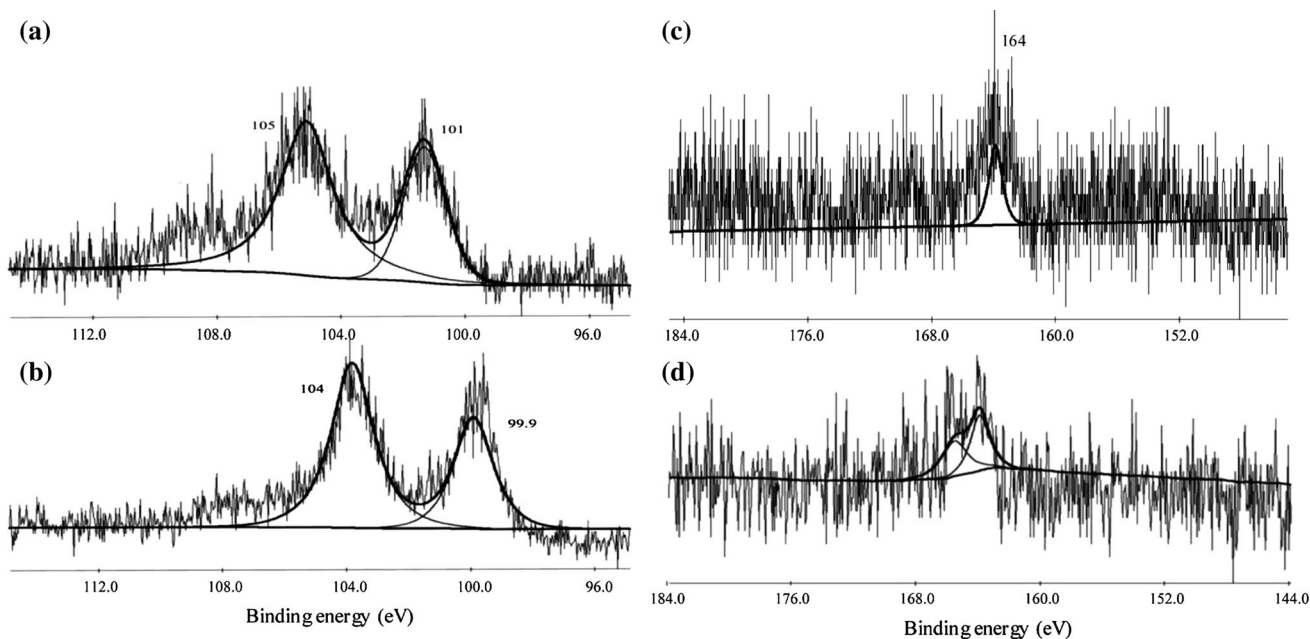 (a)
105
101
112.0 108.0 104.0 100.0 96.0
(b)
104
99.9
112.0 108.0 104.0 100.0 96.0
Binding energy (eV)
(c)
164
184.0 176.0 168.0 160.0 152.0
(d)
184.0 176.0 168.0 160.0 152.0 144.0
Binding energy (eV)